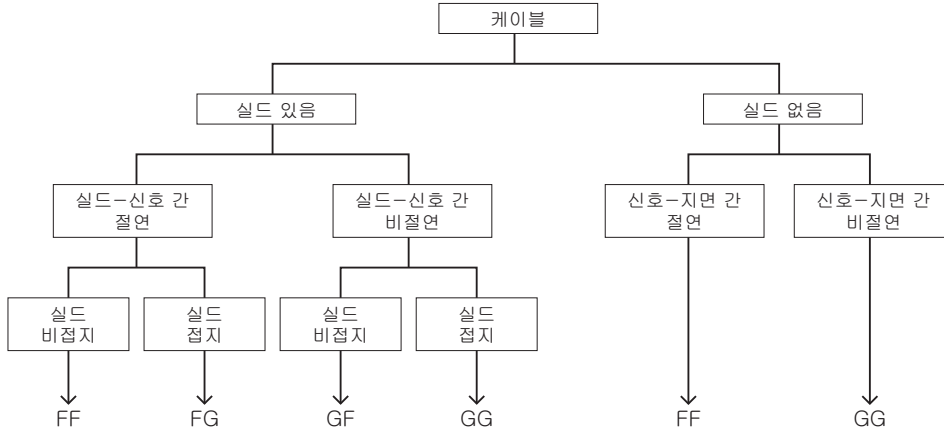 케이블
실드 있음
실드 없음
실드-신호 간
절연
실드-신호 간
비절연
신호-지면 간
절연
신호-지면 간
비절연
실드
비접지
실드
접지
실드
비접지
실드
접지
FF
FG
GF
GG
FF
GG